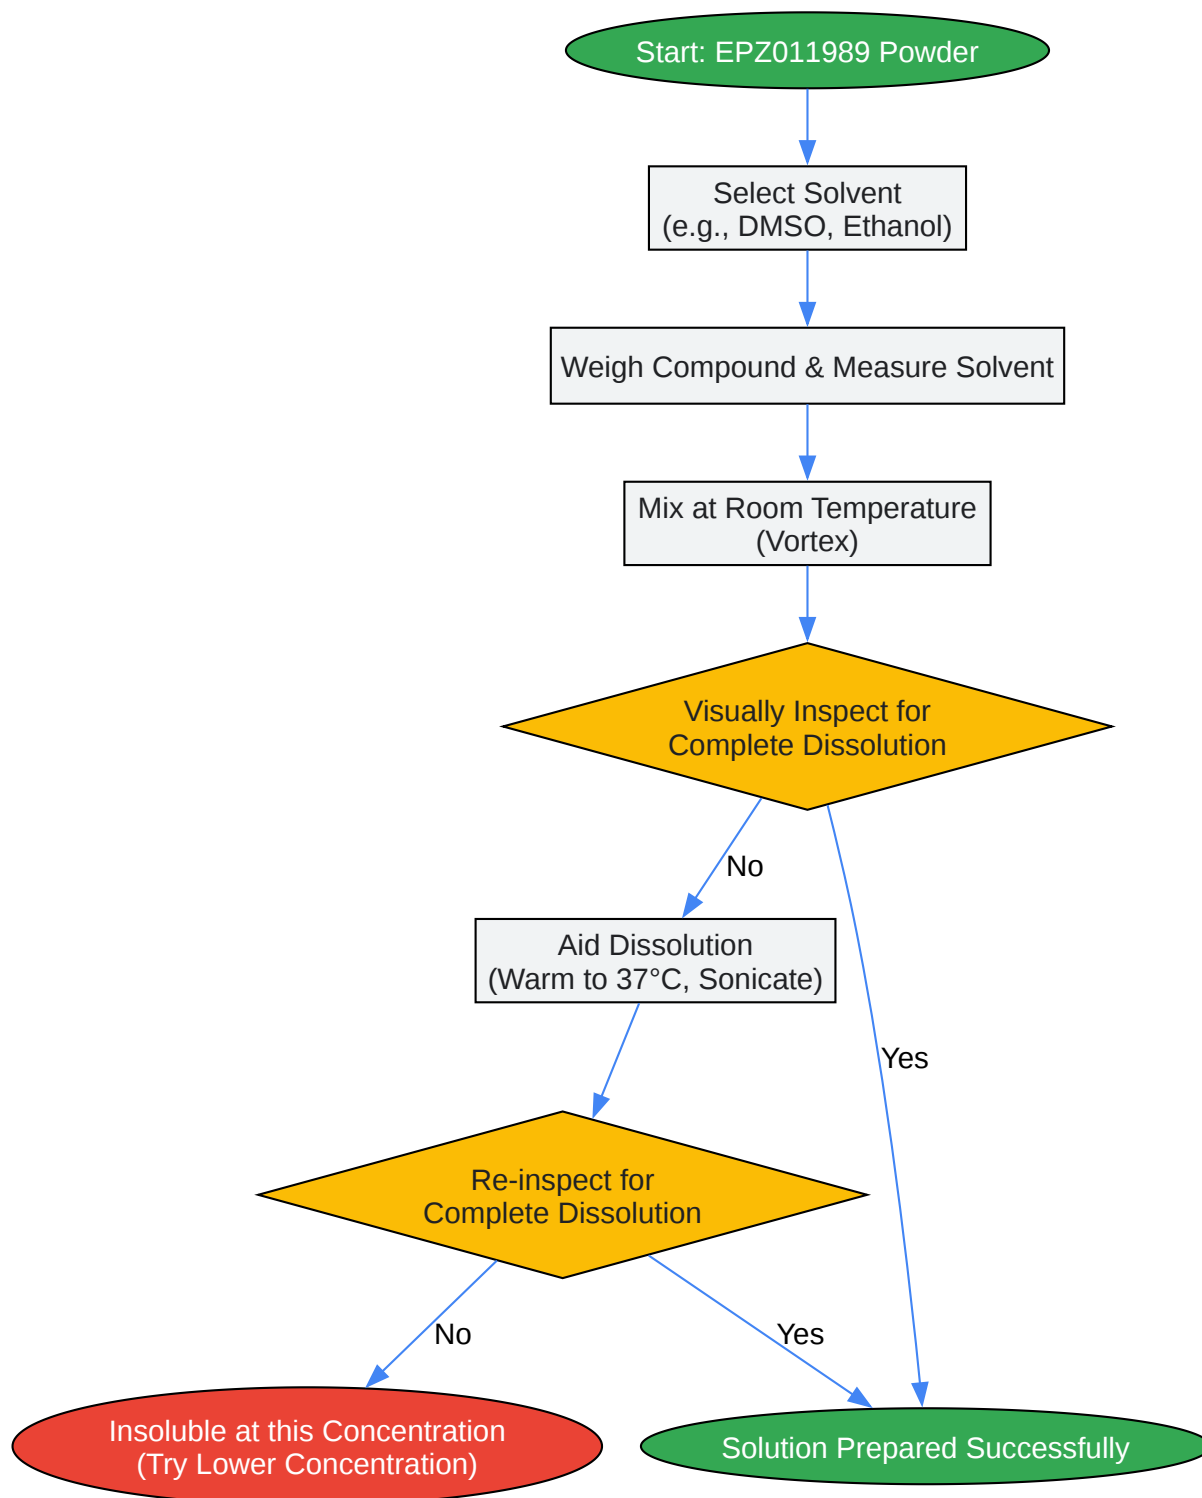 Start: EPZ011989 Powder
Select Solvent
(e.g., DMSO, Ethanol)
Weigh Compound & Measure Solvent
Mix at Room Temperature
(Vortex)
Visually Inspect for
Complete Dissolution
No
Aid Dissolution
(Warm to 37°C, Sonicate)
Yes
Re-inspect for
Complete Dissolution
No
Yes
Insoluble at this Concentration
(Try Lower Concentration)
Solution Prepared Successfully